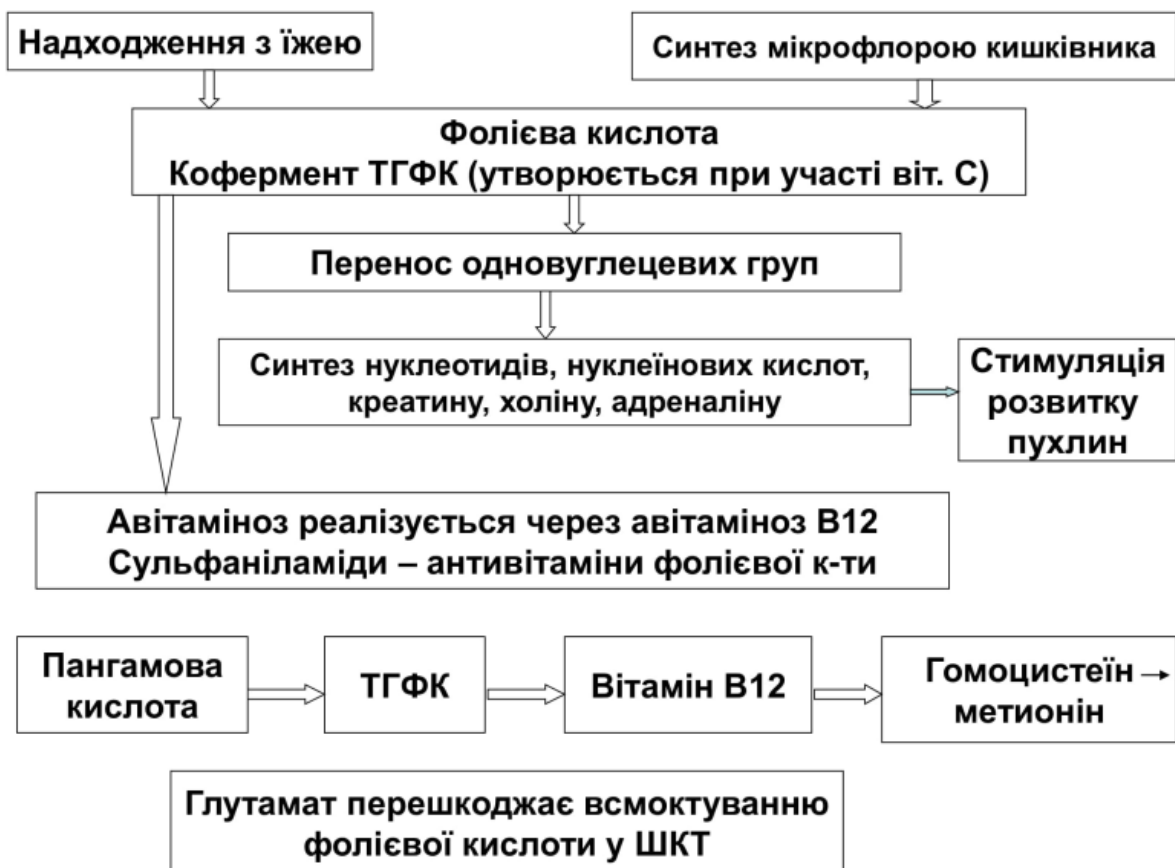 Надходження з їжею
Синтез мікрофлорою кишківника
Фолієва кислота
Кофермент ТГФК (утворюється при участі віт. С)
Перенос одновуглецевих груп
Синтез нуклеотидів, нуклеїнових кислот,
креатину, холіну, адреналіну
Стимуляція
розвитку
пухлин
Авітаміноз реалізується через авітаміноз В12
Сульфаніламіди – антивітаміни фолієвої к-ти
Пангамова
кислота
ТГФК
Вітамін В12
Гомоцистеїн →
метионін
Глутамат перешкоджає всмоктуванню
фолієвої кислоти у ШКТ